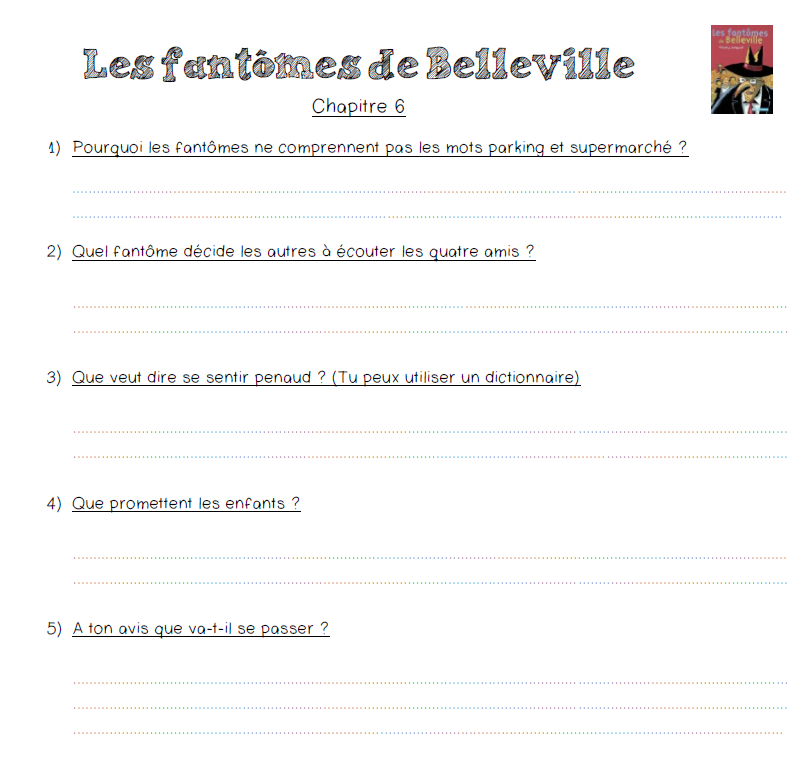 Les fantômes de Belleville
Les fantômes
de Belleville
Chapitre 6
1) Pourquoi les fantômes ne comprennent pas les mots parking et supermarché ?
2) Quel fantôme décide les autres à écouter les quatre amis ?
3) Que veut dire se sentir penaud ? (Tu peux utiliser un dictionnaire)
4) Que promettent les enfants ?
5) A ton avis que va-t-il se passer ?